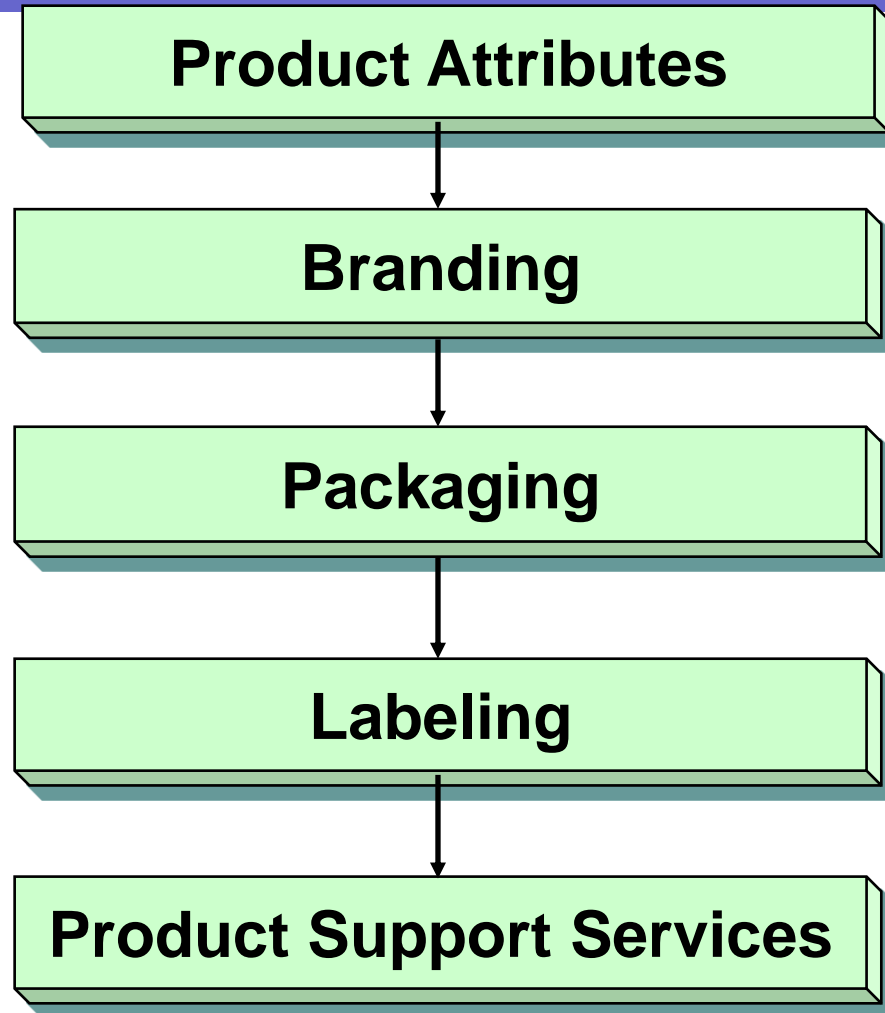 Product Attributes
Branding
Packaging
Labeling
Product Support Services